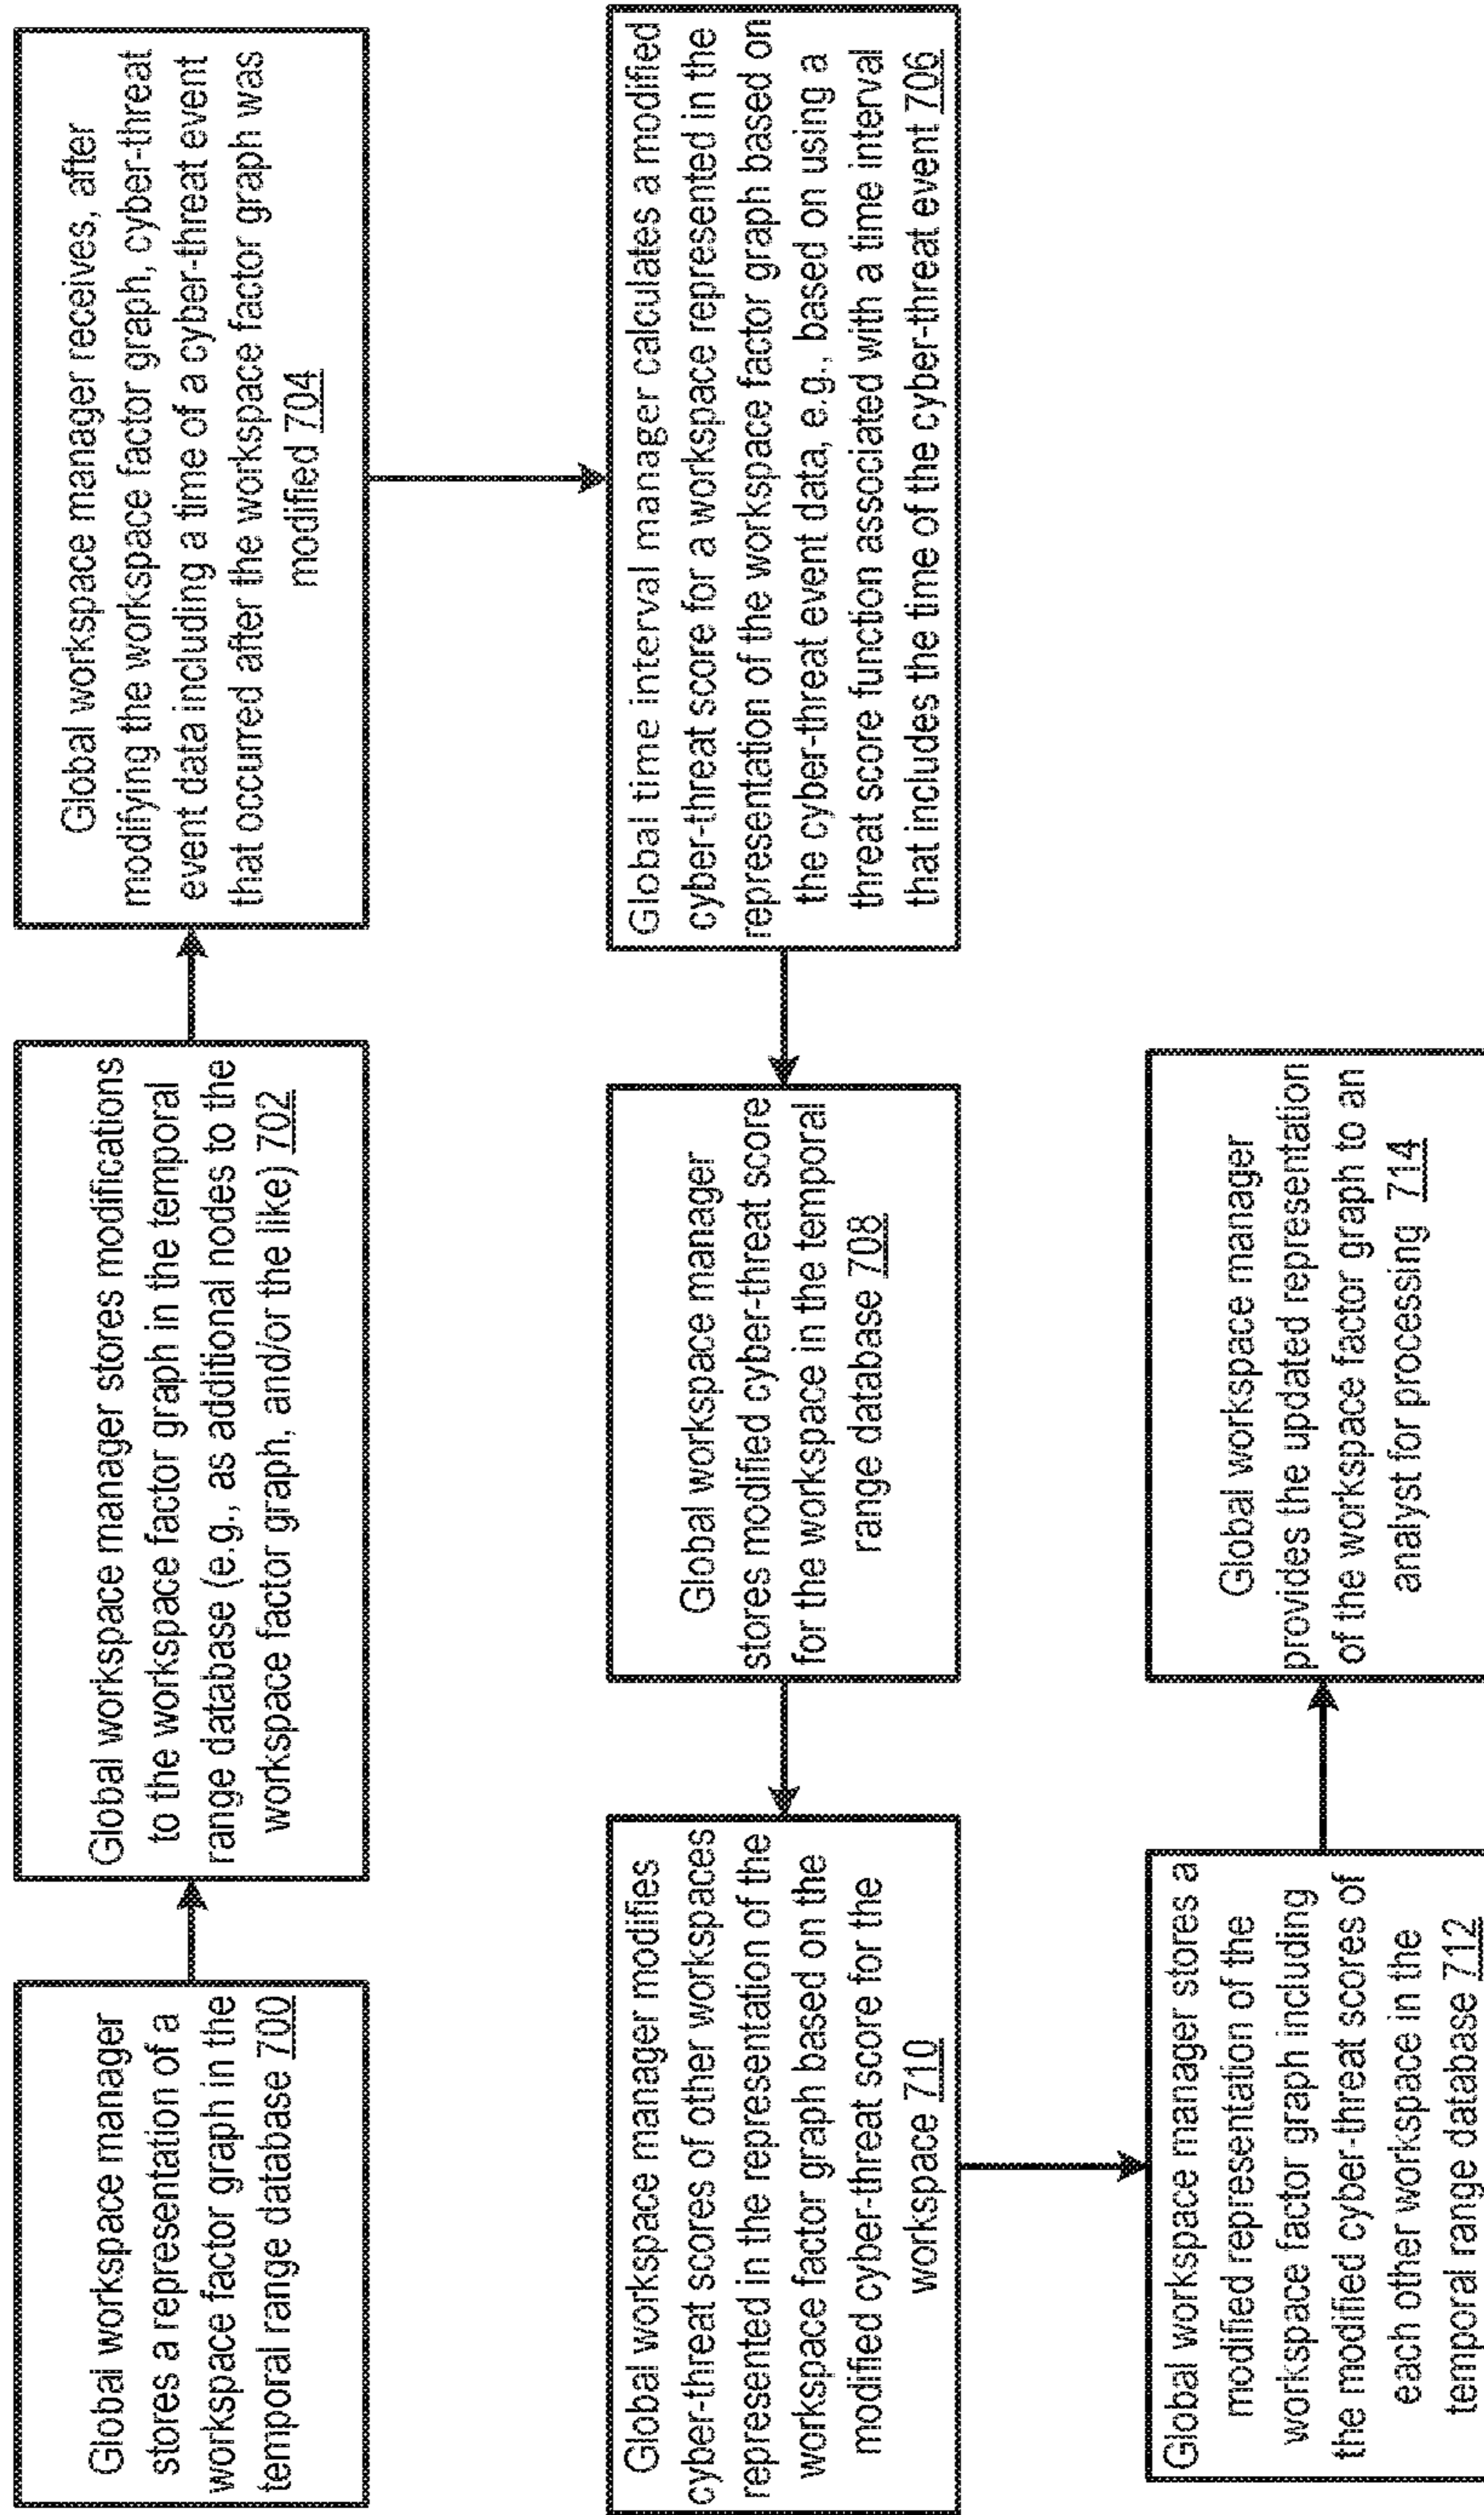 Global workspace manager
stores a representation of a
workspace factor graph in the
temporal range database 700
Global workspace manager stores modifications
to the workspace factor graph in the temporal
range database (e.g., as additional nodes to the
workspace factor graph, and/or the like) 702
Global workspace manager receives, after
modifying the workspace factor graph, cyber-threat
event data including a time of a cyber-threat event
that occurred after the workspace factor graph was
modified 704
Global time interval manager calculates a modified
cyber-threat score for a workspace represented in the
representation of the workspace factor graph based on
the cyber-threat event data, e.g., based on using a
threat score function associated with a time interval
that includes the time of the cyber-threat event 706
Global workspace manager
stores modified cyber-threat score
for the workspace in the temporal
range database 708
Global workspace manager modifies
cyber-threat scores of other workspaces
represented in the representation of the
workspace factor graph based on the
modified cyber-threat score for the
workspace 710
Global workspace manager stores a
modified representation of the
workspace factor graph including
the modified cyber-threat scores of
each other workspace in the
temporal range database 712
Global workspace manager
provides the updated representation
of the workspace factor graph to an
analyst for processing 714